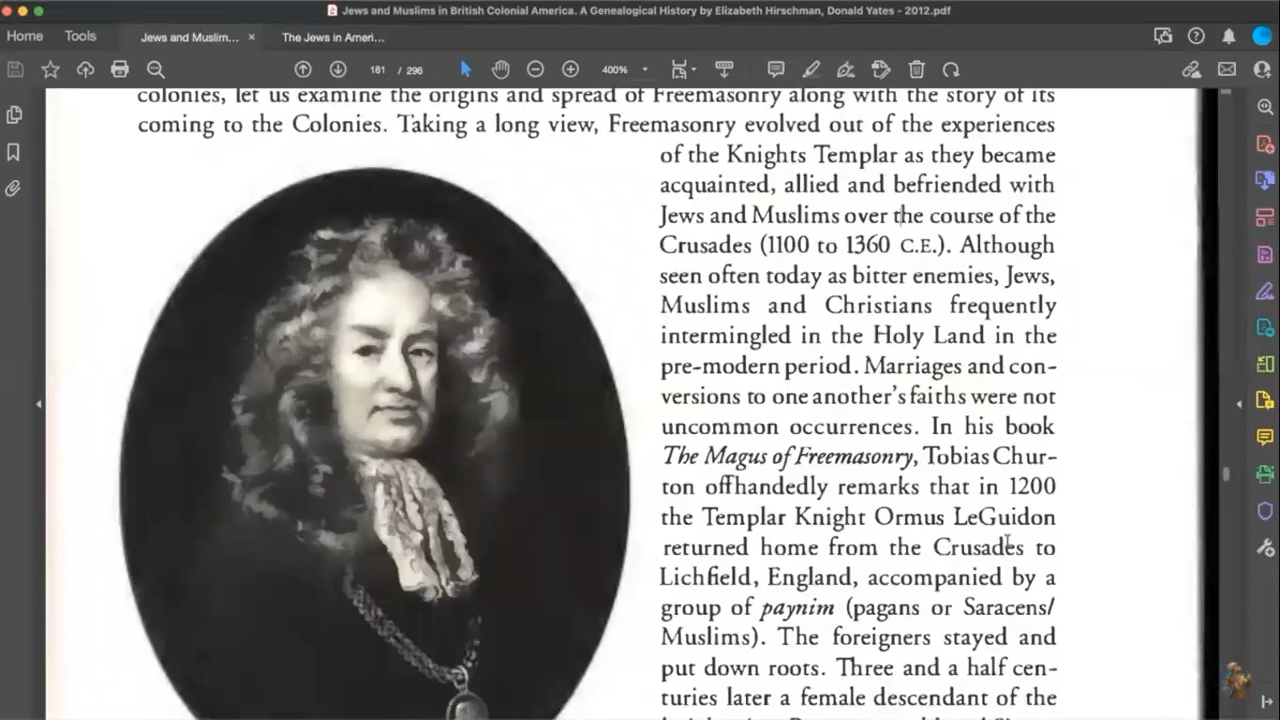 Jews and Muslims in British Colonial America. A Genealogical History by Elizabeth Hirschman, Donald Yates - 2012.pdf
Home Tools Jews and Muslim... × The Jews in Ameri...
181 / 296 400%
colonies, let us examine the origins and spread of Freemasonry along with the story of its
coming to the Colonies. Taking a long view, Freemasonry evolved out of the experiences
of the Knights Templar as they became
acquainted, allied and befriended with
Jews and Muslims over the course of the
Crusades (1100 to 1360 C.E.). Although
seen often today as bitter enemies, Jews,
Muslims and Christians frequently
intermingled in the Holy Land in the
pre-modern period. Marriages and con-
versions to one another's faiths were not
uncommon occurrences. In his book
The Magus of Freemasonry, Tobias Chur-
ton offhandedly remarks that in 1200
the Templar Knight Ormus LeGuidon
returned home from the Crusades to
Lichfield, England, accompanied by a
group of paynim (pagans or Saracens/
Muslims). The foreigners stayed and
put down roots. Three and a half cen-
turies later a female descendant of the